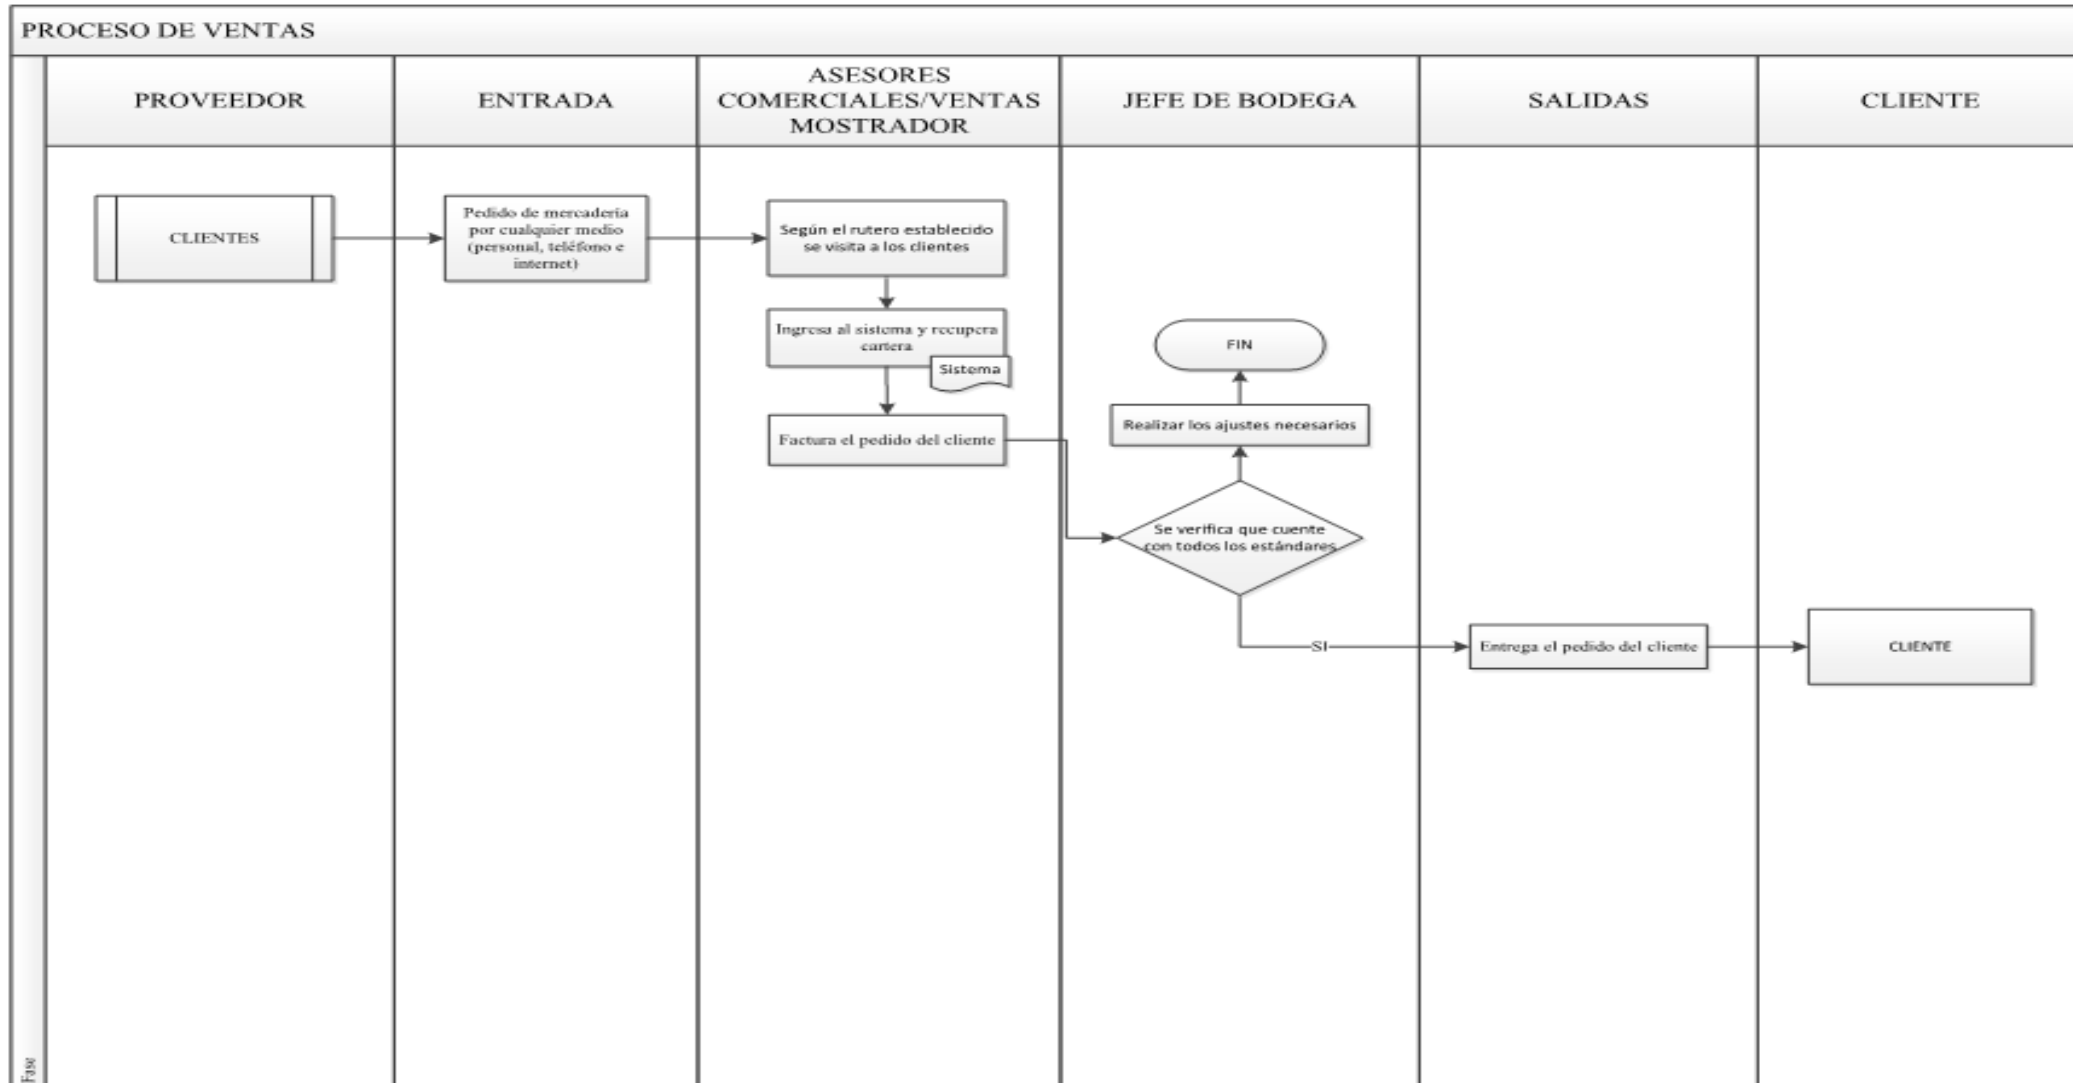 PROCESO DE VENTAS
PROVEEDOR
ENTRADA
ASESORES
COMERCIALES/VENTAS
MOSTRADOR
JEFE DE BODEGA
SALIDAS
CLIENTE
CLIENTES
Pedido de mercadería
por cualquier medio
(personal, teléfono e
internet)
Según el rutero establecido
se visita a los clientes
Ingresa al sistema y recupera
cartera
Sistema
Factura el pedido del cliente
FIN
Realizar los ajustes necesarios
Se verifica que cuente
con todos los estándares
SI
Entrega el pedido del cliente
CLIENTE
Fase